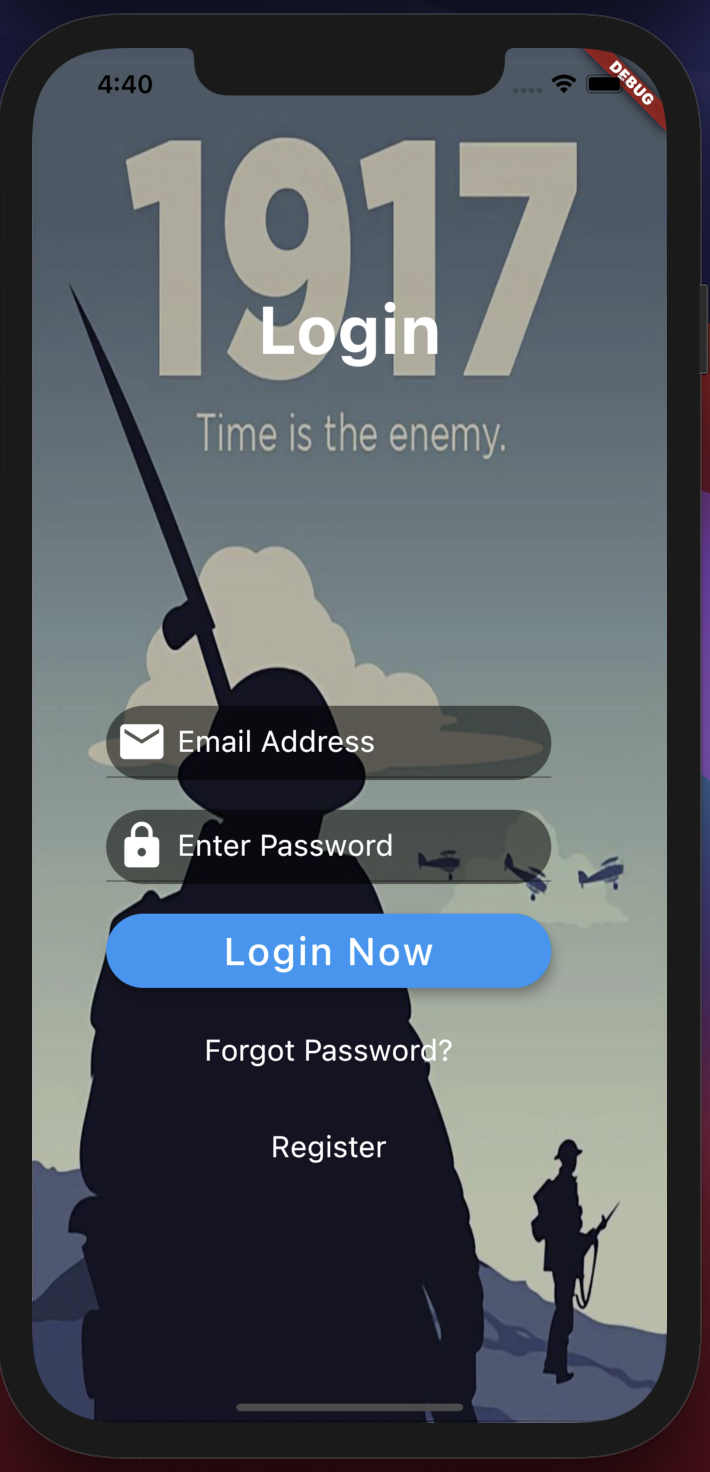 4:40
DEBUG
1917
Login
Time is the enemy.
Email Address
Enter Password
Login Now
Forgot Password?
Register